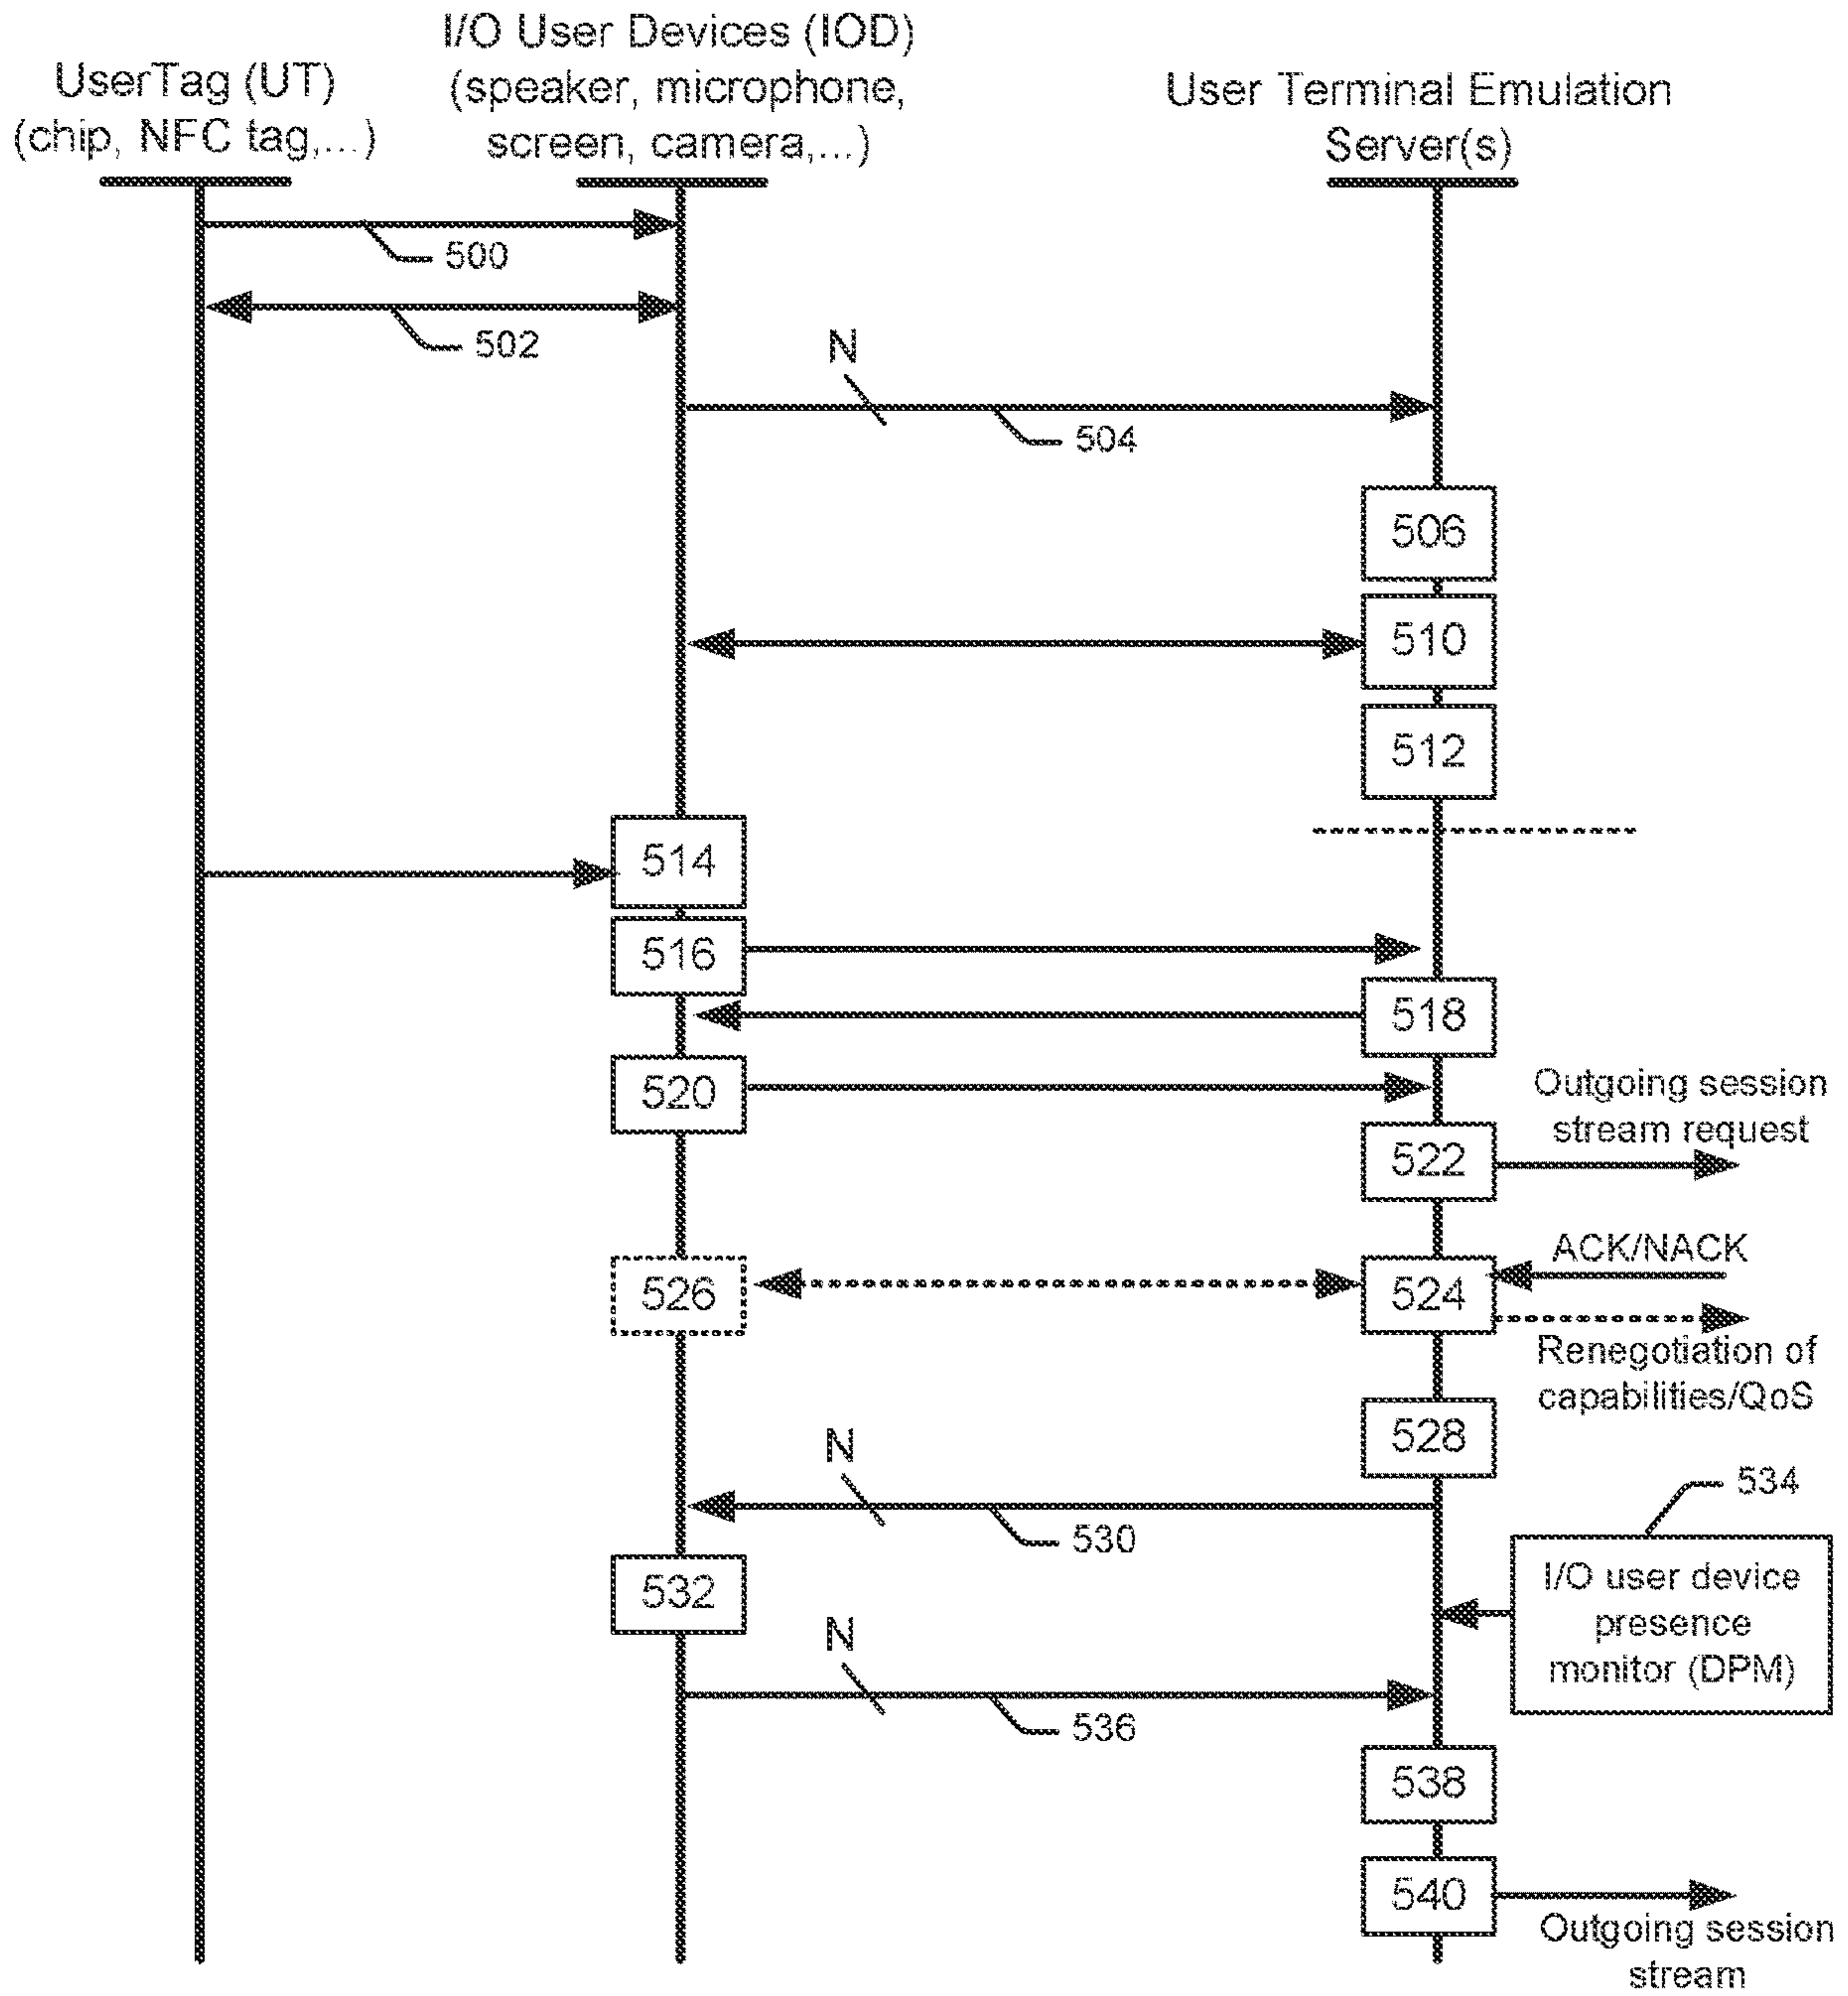 UserTag (UT)
(chip, NFC tag,...)
I/O User Devices (IOD)
(speaker, microphone,
screen, camera,...)
User Terminal Emulation
Server(s)
500
502
N
504
506
510
512
514
516
518
520
Outgoing session
stream request
522
ACK/NACK
526
524
Renegotiation of
capabilities/QoS
528
N
530
534
I/O user device
presence
monitor (DPM)
532
N
536
538
540
Outgoing session
stream